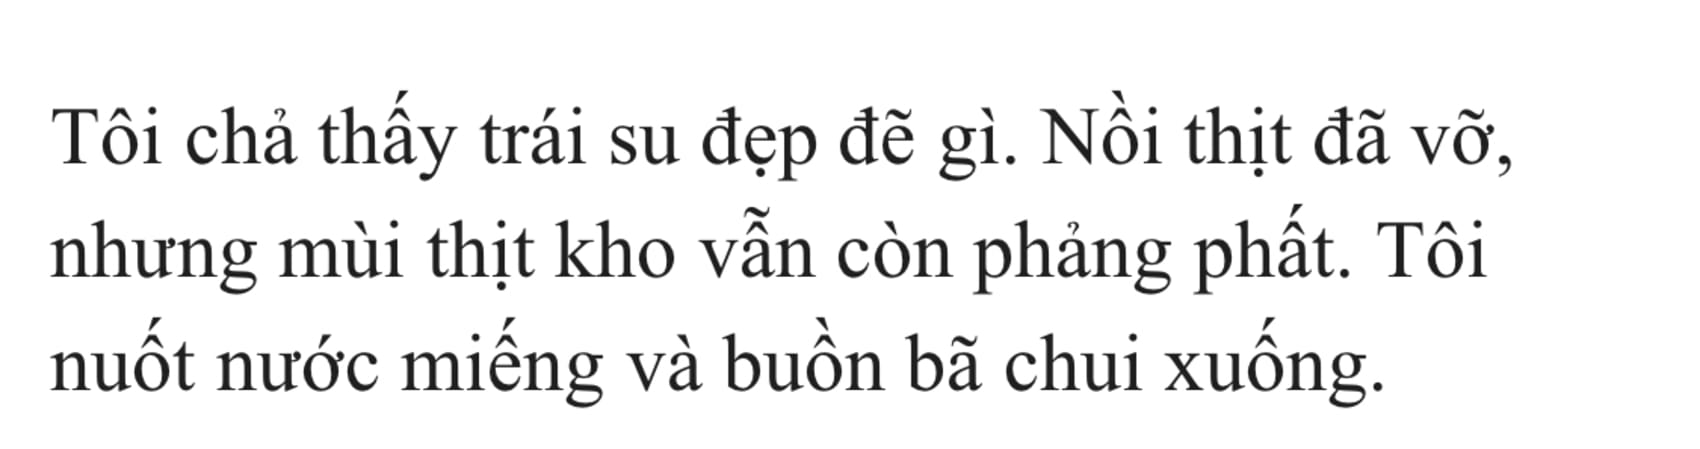 Tôi chả thấy trái su đẹp đẽ gì. Nồi thịt đã vỡ,
nhưng mùi thịt kho vẫn còn phảng phất. Tôi
nuốt nước miếng và buồn bã chui xuống.